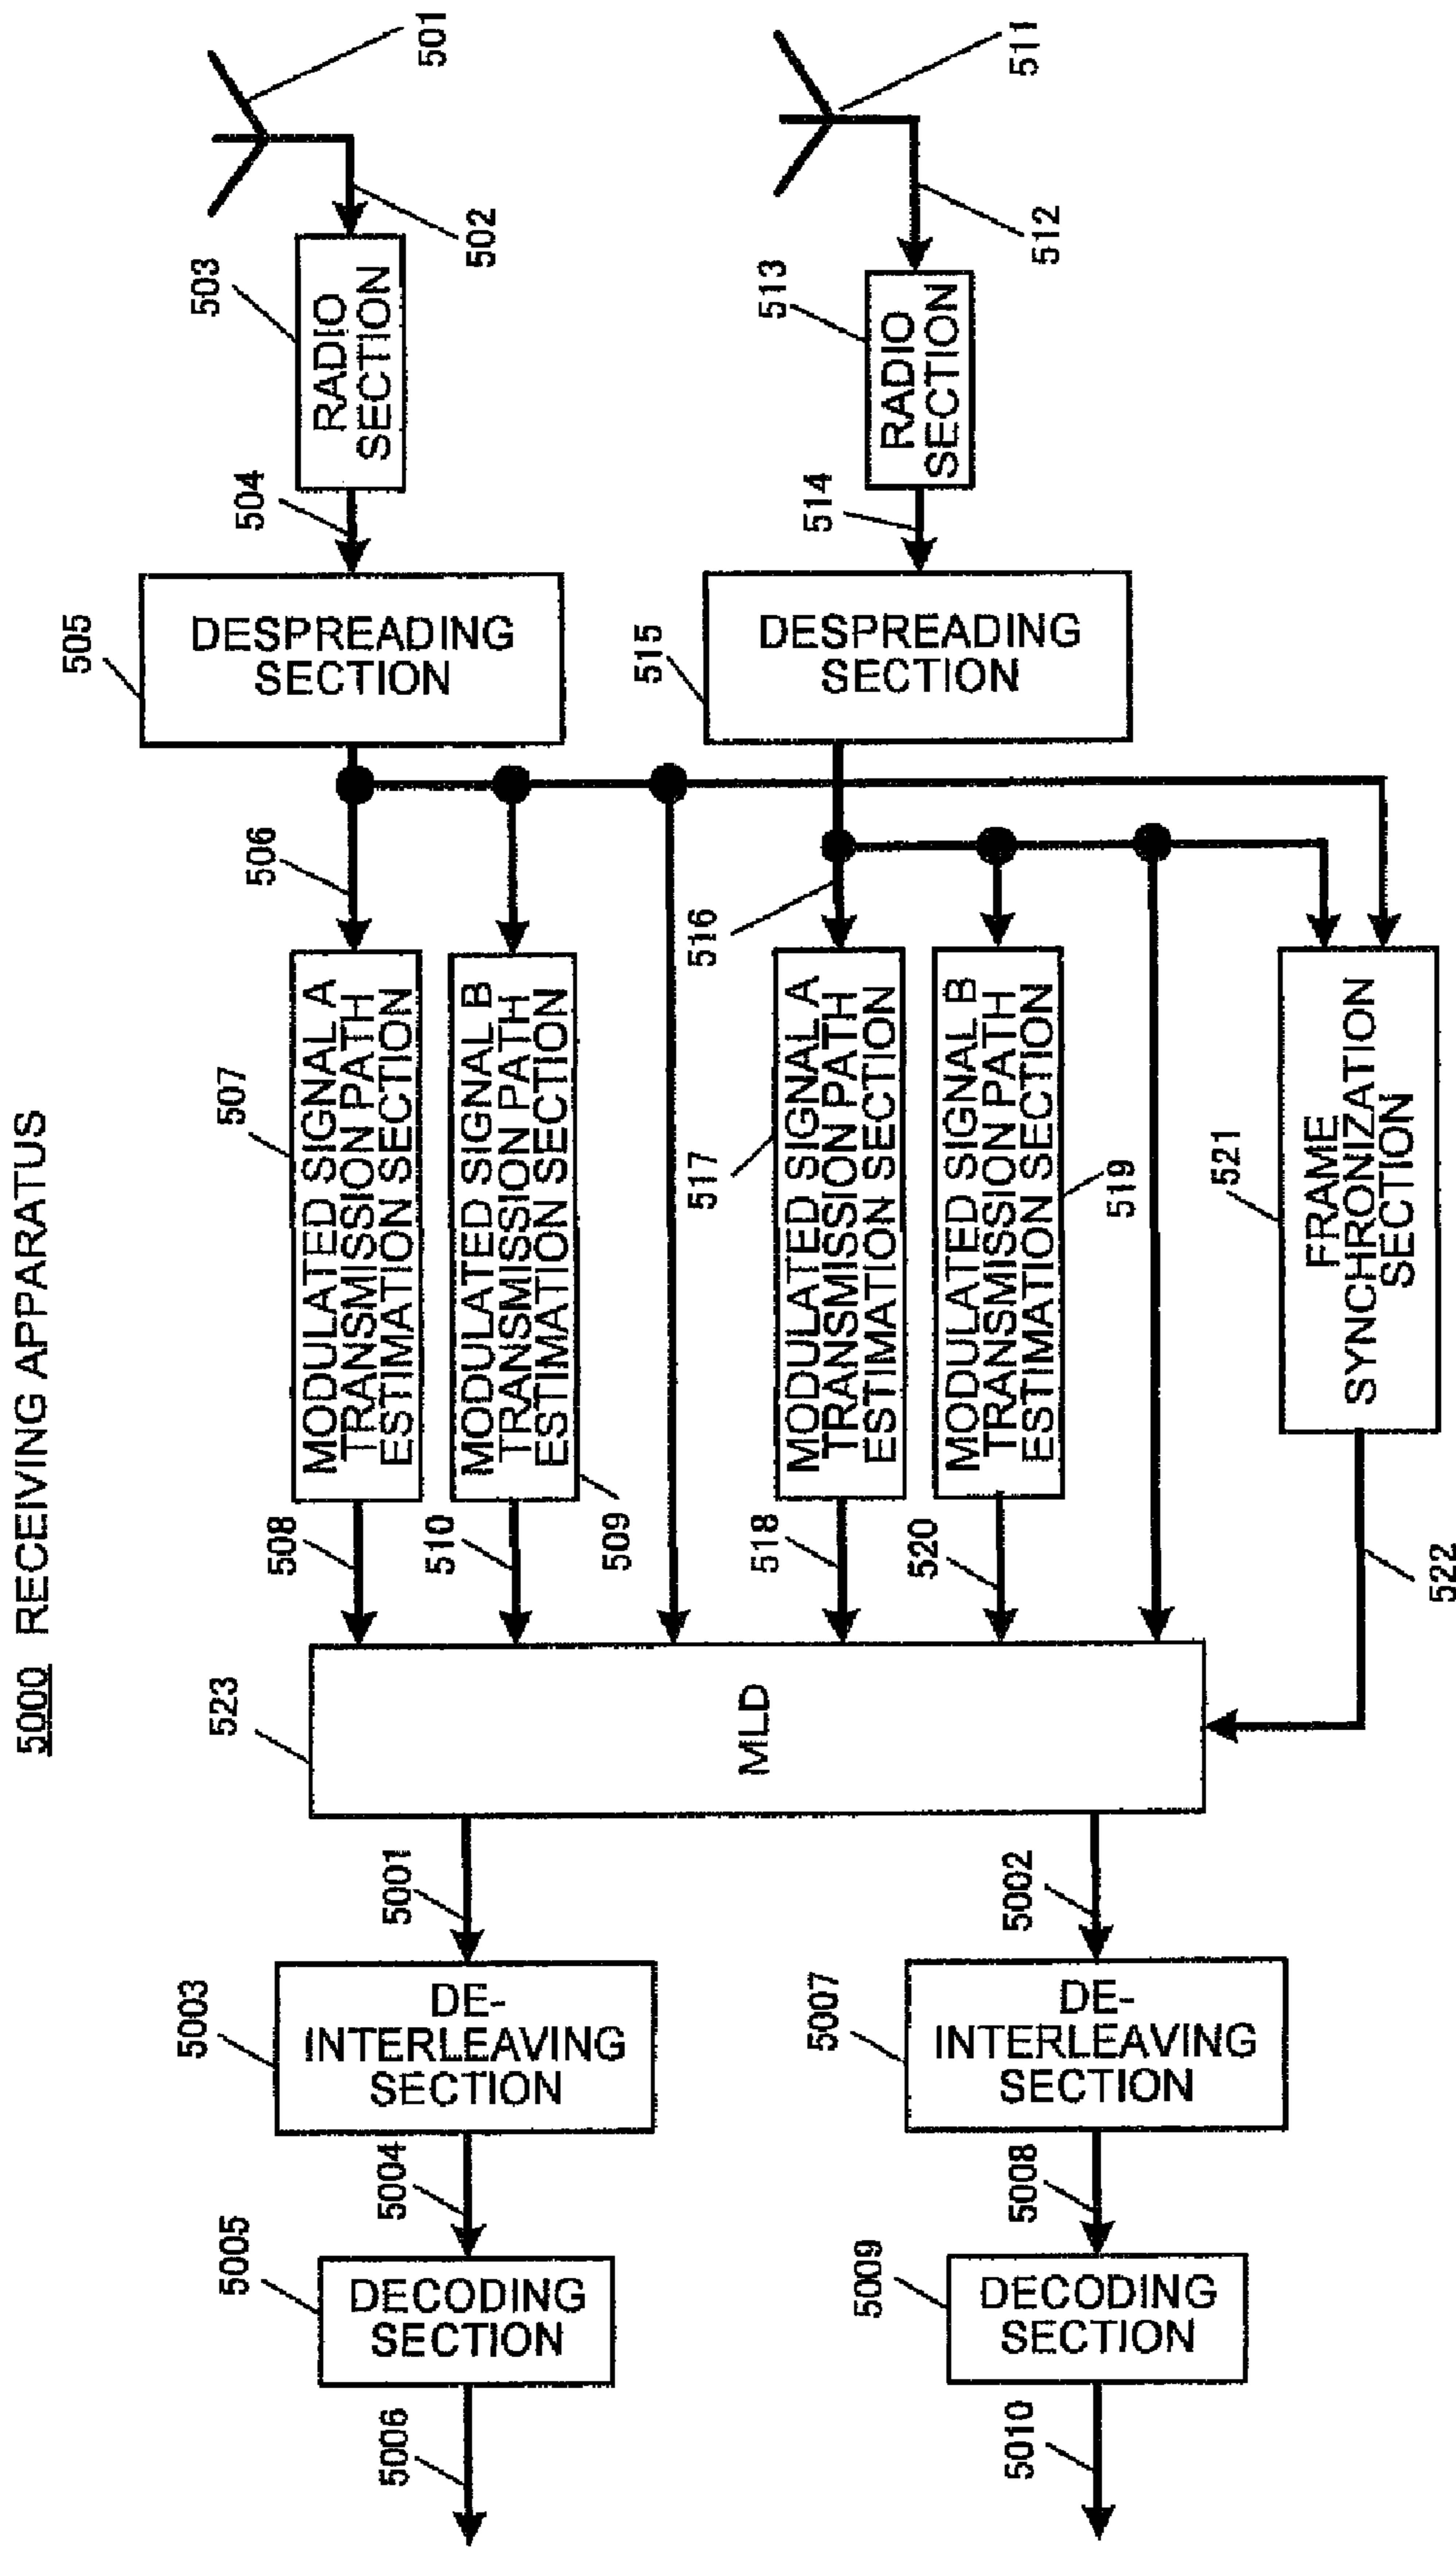 5000 RECEIVING APPARATUS
501
502
503
RADIO
SECTION
504
505
DESPREADING
SECTION
506
507
MODULATED SIGNAL A
TRANSMISSION PATH
ESTIMATION SECTION
508
MODULATED SIGNAL B
TRANSMISSION PATH
ESTIMATION SECTION
509
510
511
512
513
RADIO
SECTION
514
515
DESPREADING
SECTION
516
517
MODULATED SIGNAL A
TRANSMISSION PATH
ESTIMATION SECTION
518
MODULATED SIGNAL B
TRANSMISSION PATH
ESTIMATION SECTION
519
520
521
FRAME
SYNCHRONIZATION
SECTION
522
523
MLD
5001
5003
DE-
INTERLEAVING
SECTION
5004
5005
DECODING
SECTION
5006
5002
5007
DE-
INTERLEAVING
SECTION
5008
5009
DECODING
SECTION
5010